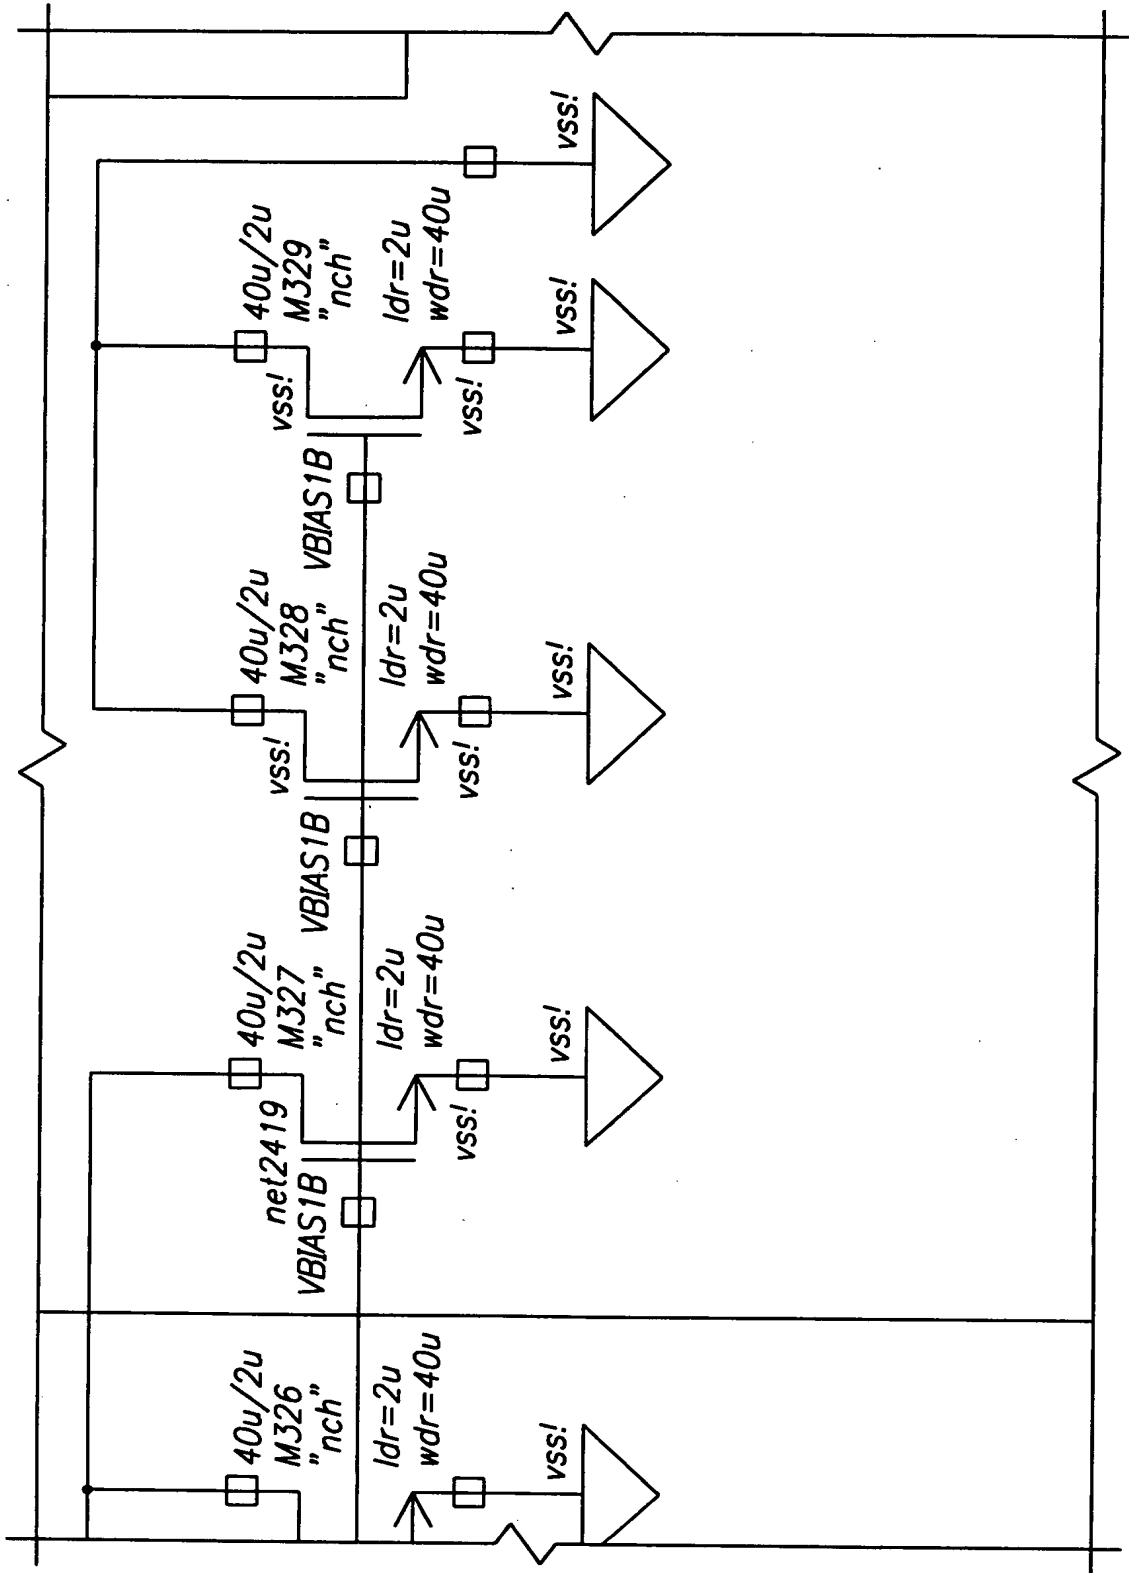 40u/2u
M326
"nch"
ldr=2u
wdr=40u
vss!
40u/2u
M327
"nch"
net2419
VBIAS1B
ldr=2u
wdr=40u
vss!
vss!
40u/2u
M328
"nch"
vss!
VBIAS1B
ldr=2u
wdr=40u
vss!
vss!
40u/2u
M329
"nch"
vss!
VBIAS1B
ldr=2u
wdr=40u
vss!
vss!
vss!